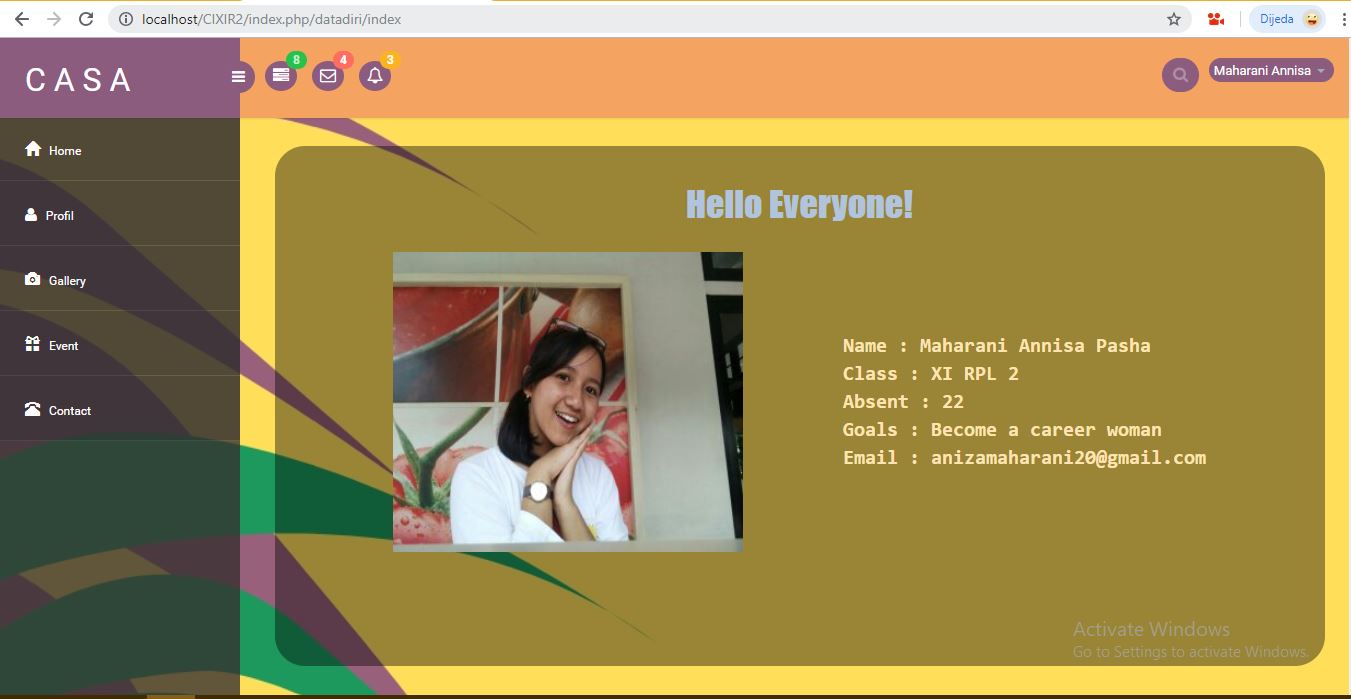 localhost/CIXIR2/index.php/datadiri/index
Dijeda
CASA
8
4
3
Maharani Annisa
Home
Profil
Gallery
Event
Contact
Hello Everyone!
Name : Maharani Annisa Pasha
Class : XI RPL 2
Absent : 22
Goals : Become a career woman
Email : anizamaharani20@gmail.com
Activate Windows
Go to Settings to activate Windows.